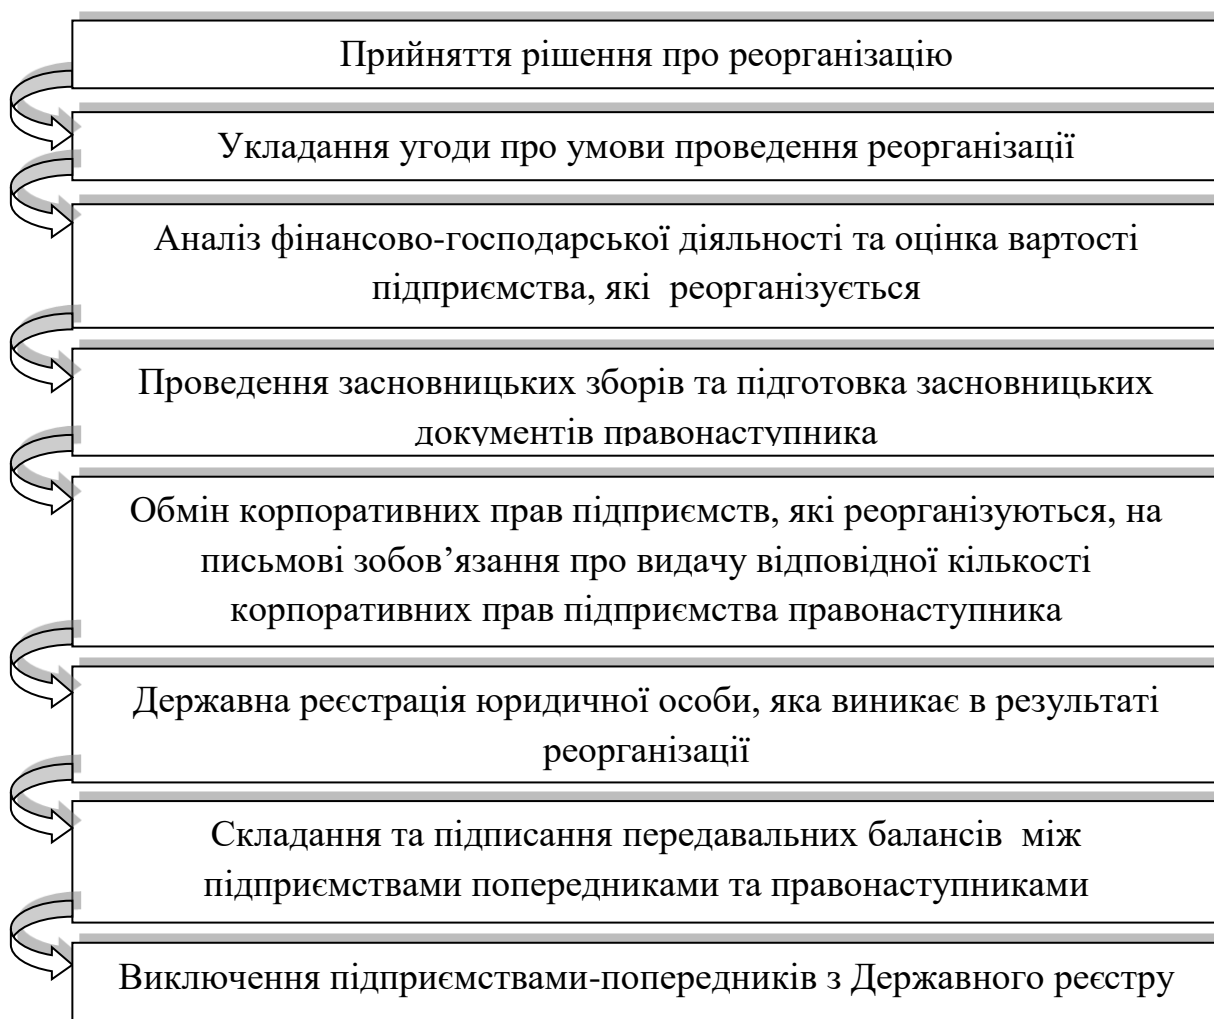 Прийняття рішення про реорганізацію
Укладання угоди про умови проведення реорганізації
Аналіз фінансово-господарської діяльності та оцінка вартості
підприємства, які реорганізується
Проведення засновницьких зборів та підготовка засновницьких
документів правонаступника
Обмін корпоративних прав підприємств, які реорганізуються, на
письмові зобов’язання про видачу відповідної кількості
корпоративних прав підприємства правонаступника
Державна реєстрація юридичної особи, яка виникає в результаті
реорганізації
Складання та підписання передавальних балансів між
підприємствами попередниками та правонаступниками
Виключення підприємствами-попередників з Державного реєстру